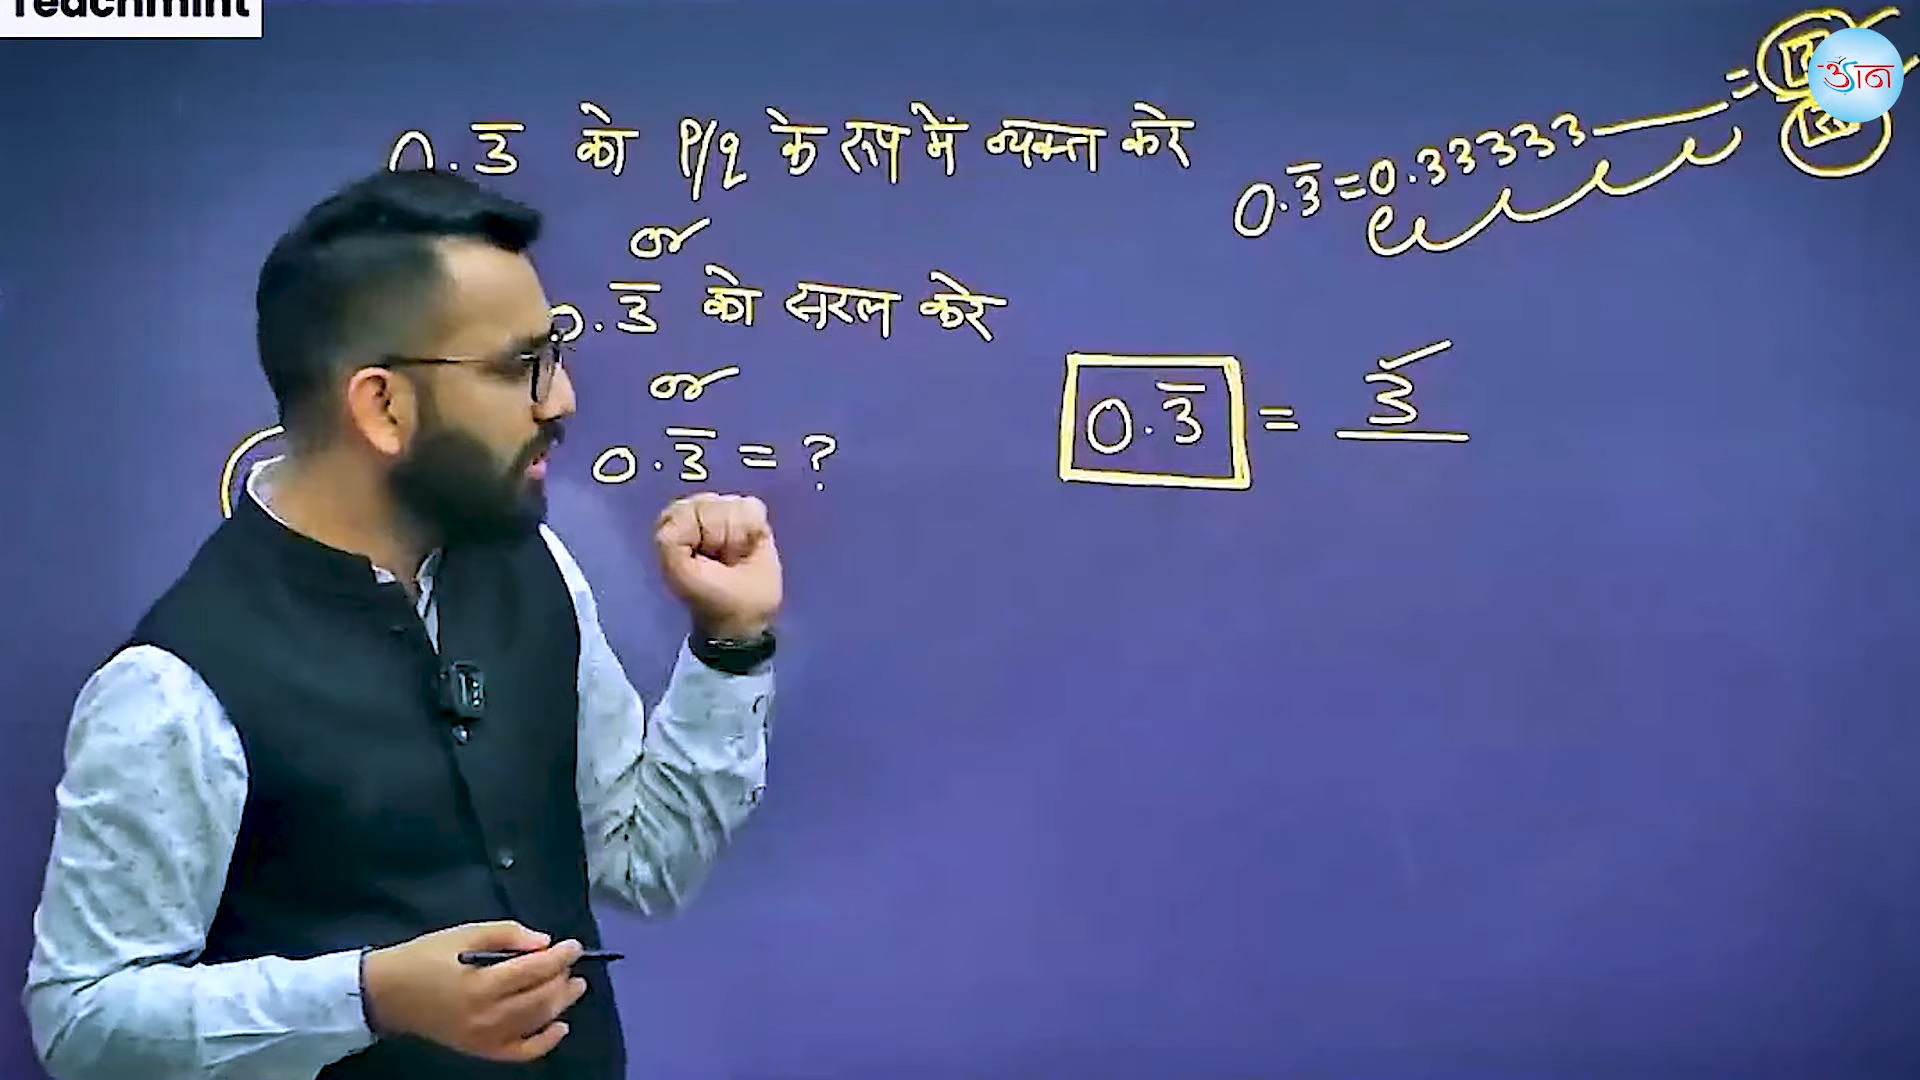 Teachmint
ज्ञान
0.3̅ को P/q के रूप में व्यक्त करे
or
0.3̅ को सरल करे
or
0.3̅ = ?
0.3̅ = 0.33333 =
0.3̅ = 3